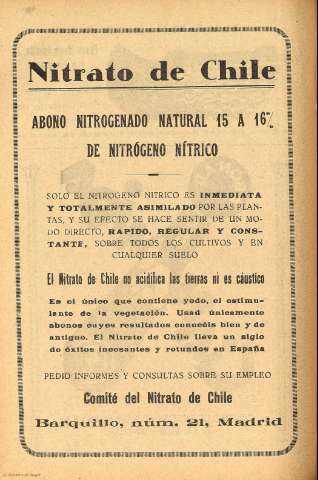 Nitrato de Chile
ABONO NITROGENADO NATURAL 15 A 16%
DE NITRÓGENO NÍTRICO
SOLO EL NITROGENO NITRICO ES INMEDIATA
Y TOTALMENTE ASIMILADO POR LAS PLAN-
TAS, Y SU EFECTO SE HACE SENTIR DE UN MO-
DO DIRECTO, RAPIDO, REGULAR Y CONS-
TANTE, SOBRE TODOS LOS CULTIVOS Y EN
CUALQUIER SUELO
El Nitrato de Chile no acidifica las tierras ni es cáustico
Es el único que contiene yodo, el estimu-
lante de la vegetación. Usad únicamente
abonos cuyos resultados conocéis bien y de
antiguo. El Nitrato de Chile lleva un siglo
de éxitos incesantes y rotundos en España
PEDID INFORMES Y CONSULTAS SOBRE SU EMPLEO
Comité del Nitrato de Chile
Barquillo, núm. 21, Madrid